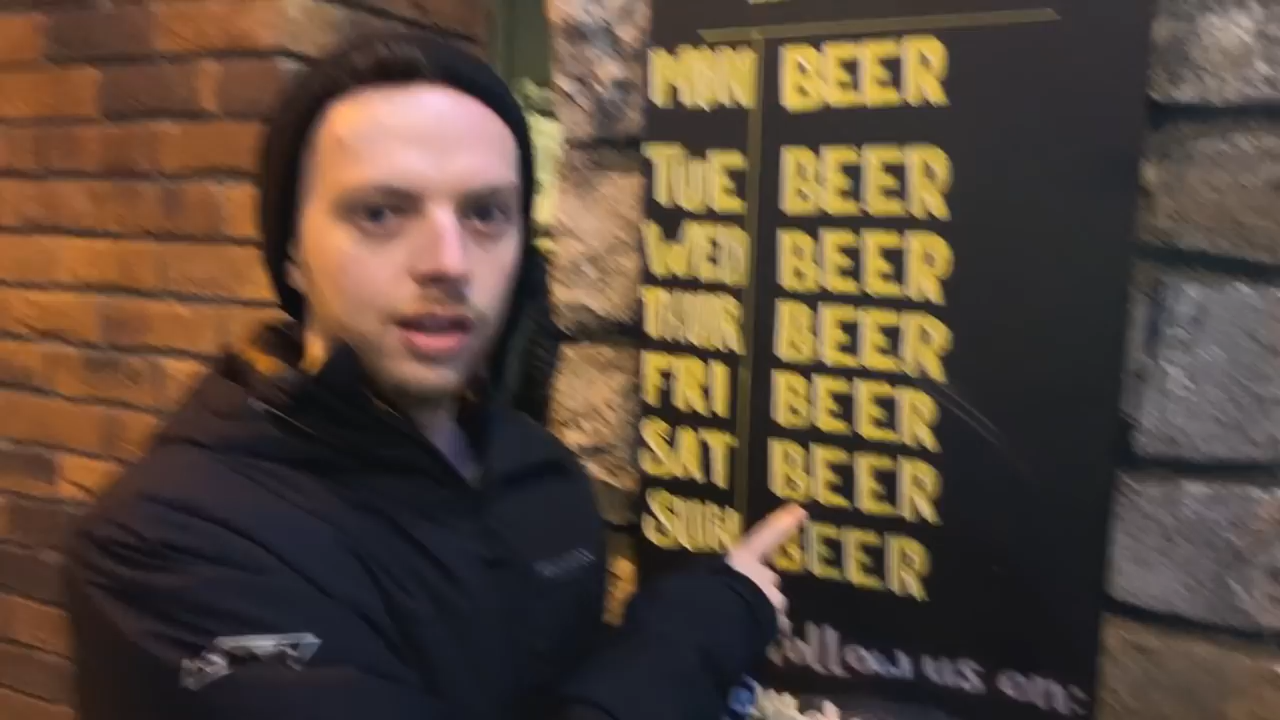 MON BEER
TUE BEER
WED BEER
THUR BEER
FRI BEER
SAT BEER
SUN BEER
follow us on: